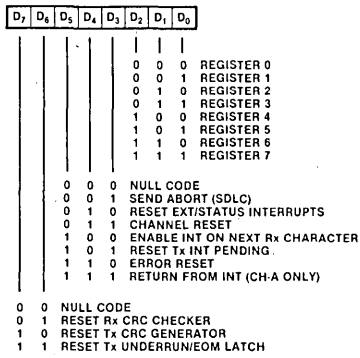 D7 D6 D5 D4 D3 D2 D1 D0
0 0 0 REGISTER 0
0 0 1 REGISTER 1
0 1 0 REGISTER 2
0 1 1 REGISTER 3
1 0 0 REGISTER 4
1 0 1 REGISTER 5
1 1 0 REGISTER 6
1 1 1 REGISTER 7
0 0 0 NULL CODE
0 0 1 SEND ABORT (SDLC)
0 1 0 RESET EXT/STATUS INTERRUPTS
0 1 1 CHANNEL RESET
1 0 0 ENABLE INT ON NEXT Rx CHARACTER
1 0 1 RESET Tx INT PENDING
1 1 0 ERROR RESET
1 1 1 RETURN FROM INT (CH-A ONLY)
0 0 NULL CODE
0 1 RESET Rx CRC CHECKER
1 0 RESET Tx CRC GENERATOR
1 1 RESET Tx UNDERRUN/EOM LATCH